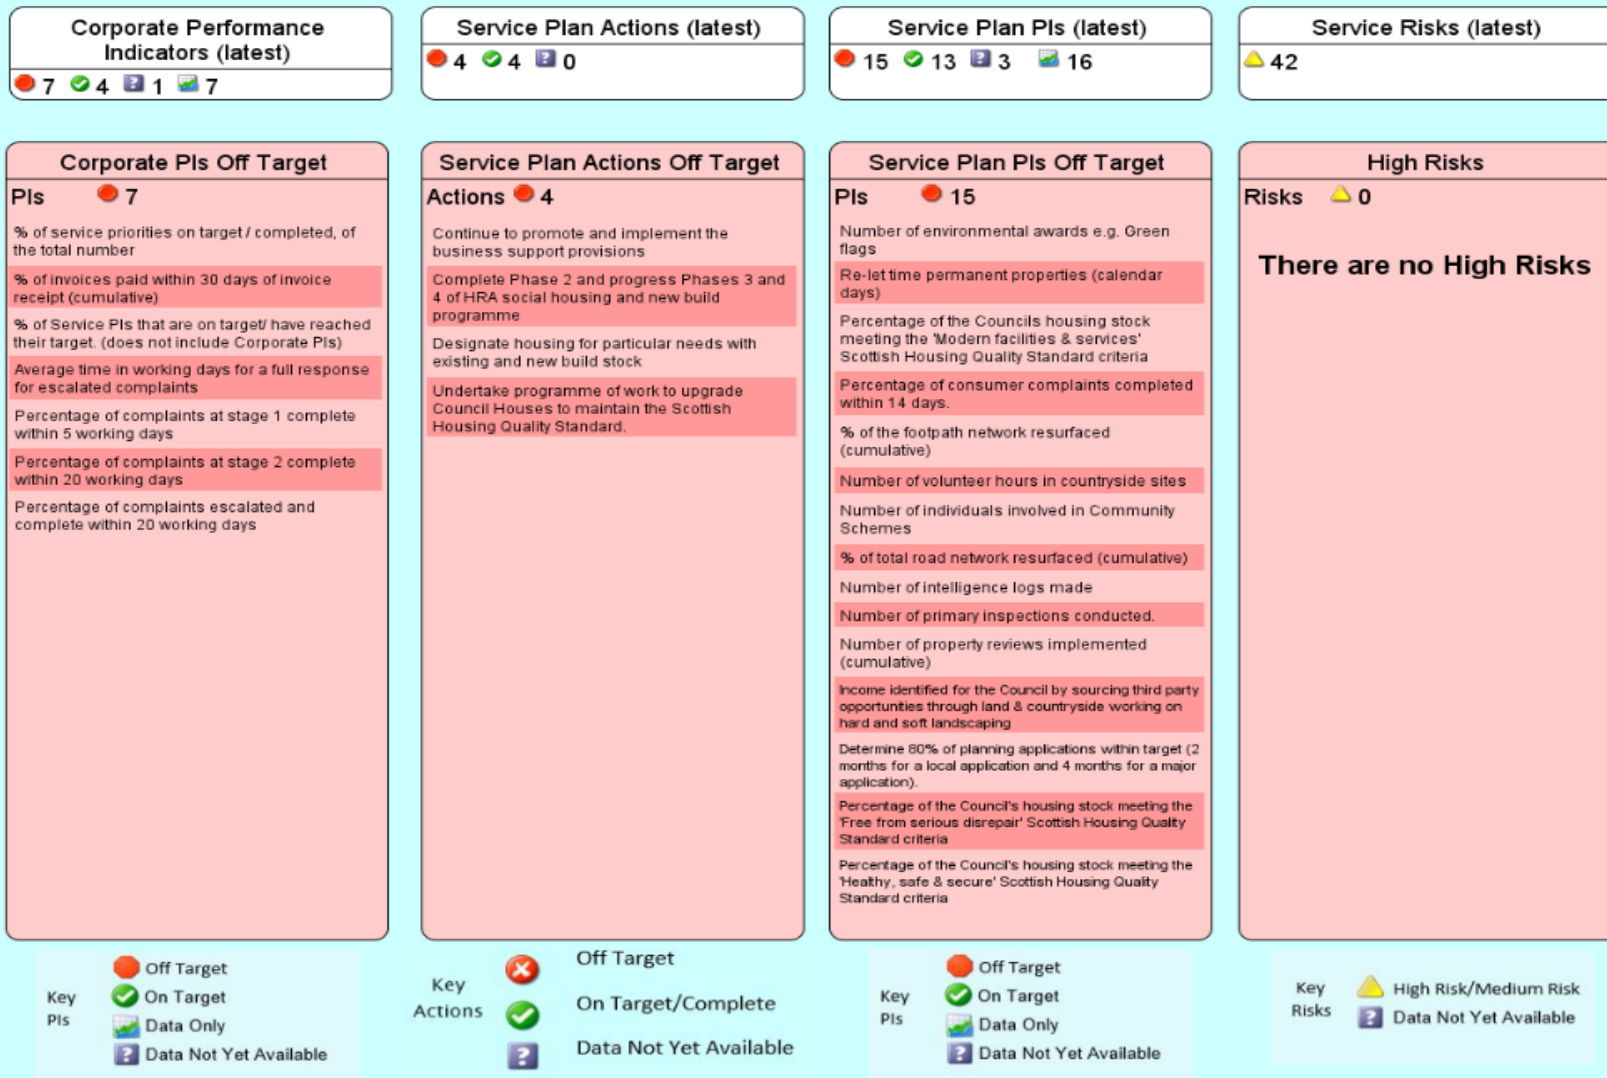 Corporate Performance
Indicators (latest)
7 4 1 7
Service Plan Actions (latest)
4 4 0
Service Plan PIs (latest)
15 13 3 16
Service Risks (latest)
42
Corporate PIs Off Target
PIs 7
% of service priorities on target / completed, of
the total number
% of invoices paid within 30 days of invoice
receipt (cumulative)
% of Service PIs that are on target/ have reached
their target. (does not include Corporate PIs)
Average time in working days for a full response
for escalated complaints
Percentage of complaints at stage 1 complete
within 5 working days
Percentage of complaints at stage 2 complete
within 20 working days
Percentage of complaints escalated and
complete within 20 working days
Service Plan Actions Off Target
Actions 4
Continue to promote and implement the
business support provisions
Complete Phase 2 and progress Phases 3 and
4 of HRA social housing and new build
programme
Designate housing for particular needs with
existing and new build stock
Undertake programme of work to upgrade
Council Houses to maintain the Scottish
Housing Quality Standard.
Service Plan PIs Off Target
PIs 15
Number of environmental awards e.g. Green
flags
Re-let time permanent properties (calendar
days)
Percentage of the Councils housing stock
meeting the 'Modern facilities & services'
Scottish Housing Quality Standard criteria
Percentage of consumer complaints completed
within 14 days.
% of the footpath network resurfaced
(cumulative)
Number of volunteer hours in countryside sites
Number of individuals involved in Community
Schemes
% of total road network resurfaced (cumulative)
Number of intelligence logs made
Number of primary inspections conducted.
Number of property reviews implemented
(cumulative)
Income identified for the Council by sourcing third party
opportunities through land & countryside working on
hard and soft landscaping
Determine 80% of planning applications within target (2
months for a local application and 4 months for a major
application).
Percentage of the Council's housing stock meeting the
'Free from serious disrepair' Scottish Housing Quality
Standard criteria
Percentage of the Council's housing stock meeting the
'Healthy, safe & secure' Scottish Housing Quality
Standard criteria
High Risks
Risks 0
There are no High Risks
Key
PIs
Off Target
On Target
Data Only
? Data Not Yet Available
Key
Actions
Off Target
On Target/Complete
? Data Not Yet Available
Key
PIs
Off Target
On Target
Data Only
? Data Not Yet Available
Key
Risks
High Risk/Medium Risk
? Data Not Yet Available